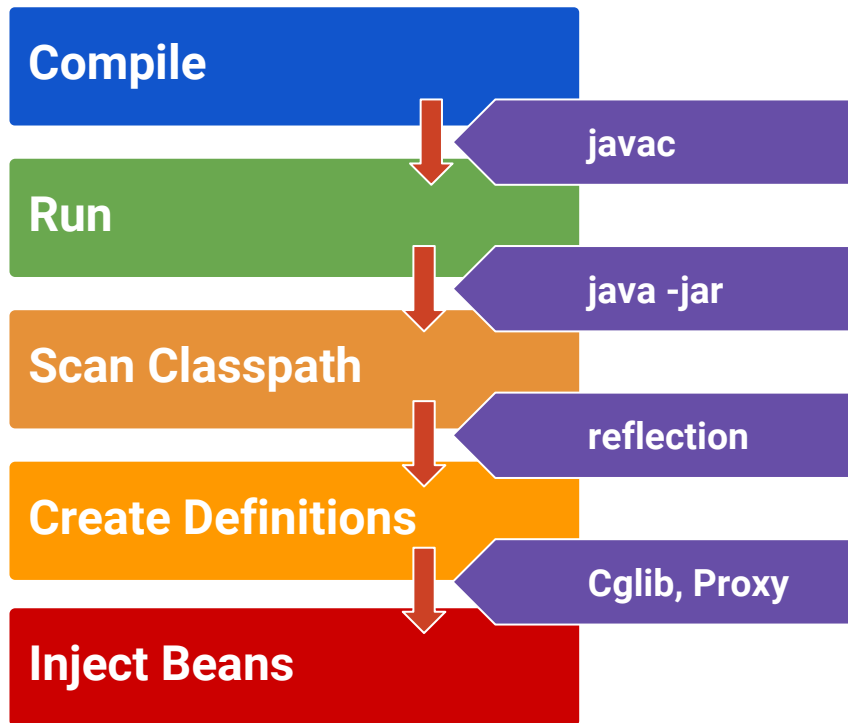 Compile
javac
Run
java -jar
Scan Classpath
reflection
Create Definitions
Cglib, Proxy
Inject Beans